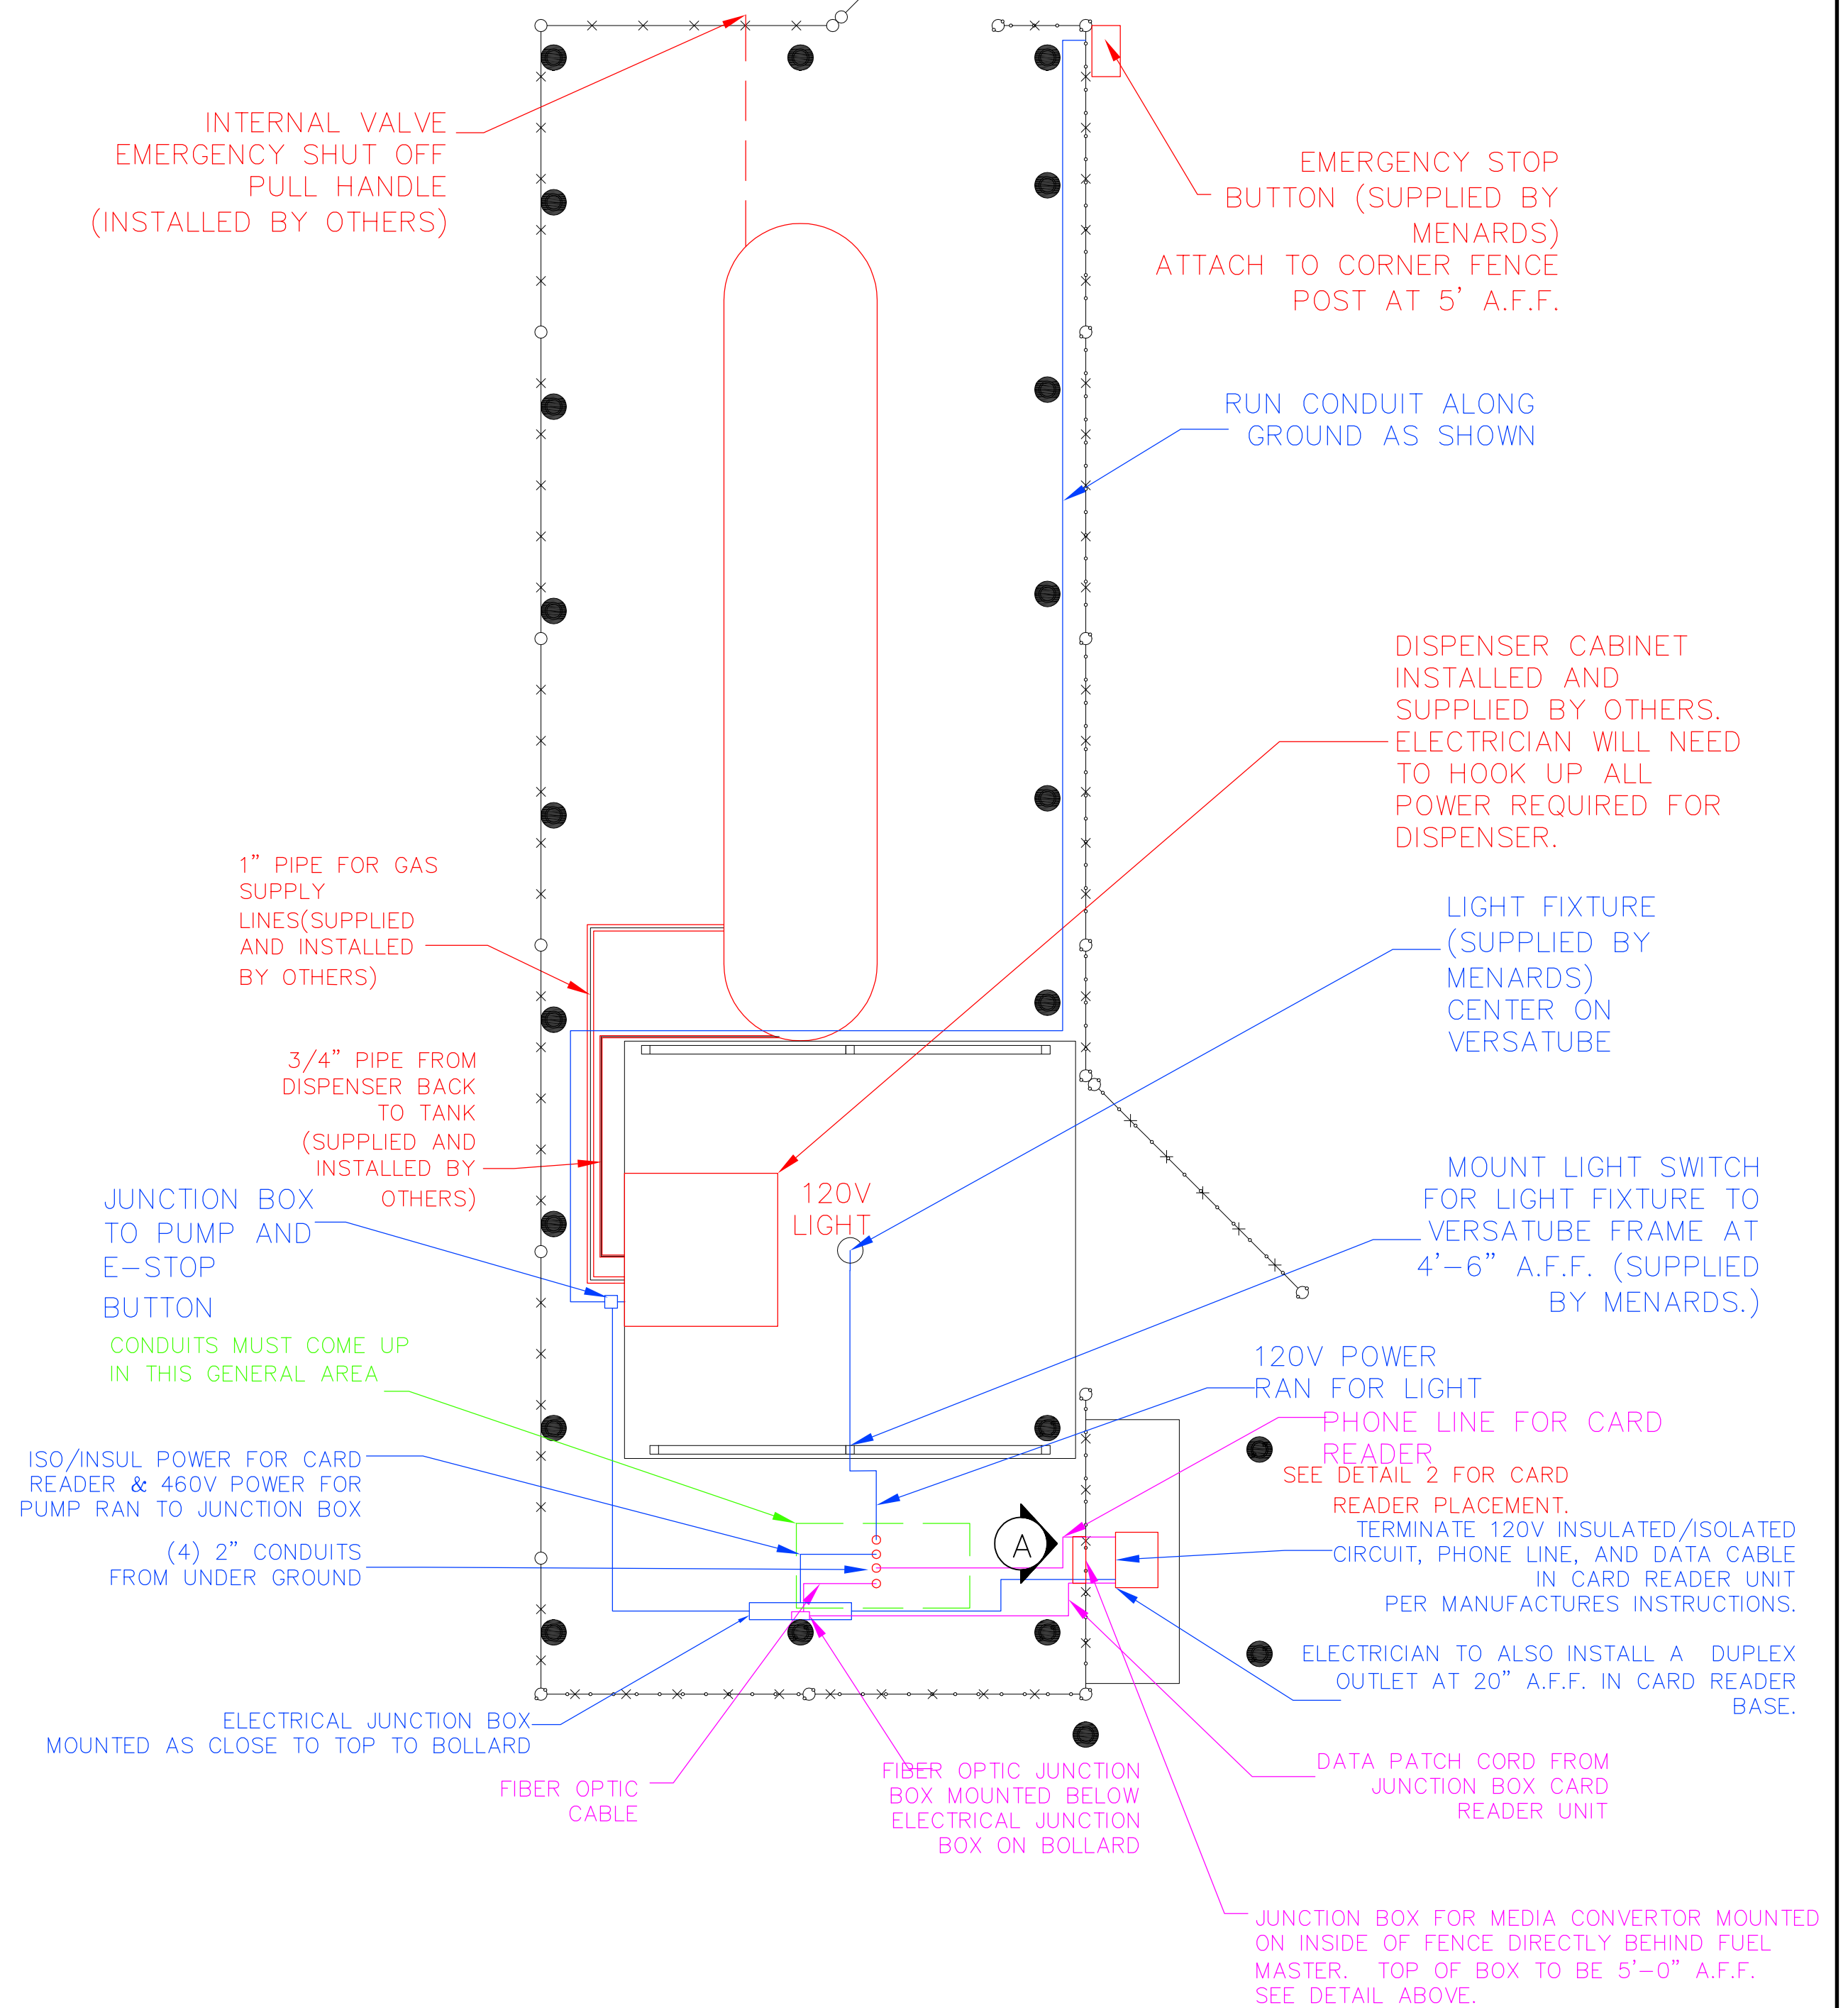 INTERNAL VALVE
EMERGENCY SHUT OFF
PULL HANDLE
(INSTALLED BY OTHERS)
EMERGENCY STOP
BUTTON (SUPPLIED BY
MENARDS)
ATTACH TO CORNER FENCE
POST AT 5' A.F.F.
RUN CONDUIT ALONG
GROUND AS SHOWN
DISPENSER CABINET
INSTALLED AND
SUPPLIED BY OTHERS.
ELECTRICIAN WILL NEED
TO HOOK UP ALL
POWER REQUIRED FOR
DISPENSER.
1" PIPE FOR GAS
SUPPLY
LINES(SUPPLIED
AND INSTALLED
BY OTHERS)
LIGHT FIXTURE
(SUPPLIED BY
MENARDS)
CENTER ON
VERSATUBE
3/4" PIPE FROM
DISPENSER BACK
TO TANK
(SUPPLIED AND
INSTALLED BY
OTHERS)
120V
LIGHT
MOUNT LIGHT SWITCH
FOR LIGHT FIXTURE TO
VERSATUBE FRAME AT
4'-6" A.F.F. (SUPPLIED
BY MENARDS.)
JUNCTION BOX
TO PUMP AND
E-STOP
BUTTON
CONDUITS MUST COME UP
IN THIS GENERAL AREA
120V POWER
RAN FOR LIGHT
PHONE LINE FOR CARD
READER
SEE DETAIL 2 FOR CARD
READER PLACEMENT.
ISO/INSUL POWER FOR CARD
READER & 460V POWER FOR
PUMP RAN TO JUNCTION BOX
(4) 2" CONDUITS
FROM UNDER GROUND
A
TERMINATE 120V INSULATED/ISOLATED
CIRCUIT, PHONE LINE, AND DATA CABLE
IN CARD READER UNIT
PER MANUFACTURES INSTRUCTIONS.
ELECTRICIAN TO ALSO INSTALL A DUPLEX
OUTLET AT 20" A.F.F. IN CARD READER
BASE.
ELECTRICAL JUNCTION BOX
MOUNTED AS CLOSE TO TOP TO BOLLARD
FIBER OPTIC
CABLE
FIBER OPTIC JUNCTION
BOX MOUNTED BELOW
ELECTRICAL JUNCTION
BOX ON BOLLARD
DATA PATCH CORD FROM
JUNCTION BOX CARD
READER UNIT
JUNCTION BOX FOR MEDIA CONVERTOR MOUNTED
ON INSIDE OF FENCE DIRECTLY BEHIND FUEL
MASTER. TOP OF BOX TO BE 5'-0" A.F.F.
SEE DETAIL ABOVE.